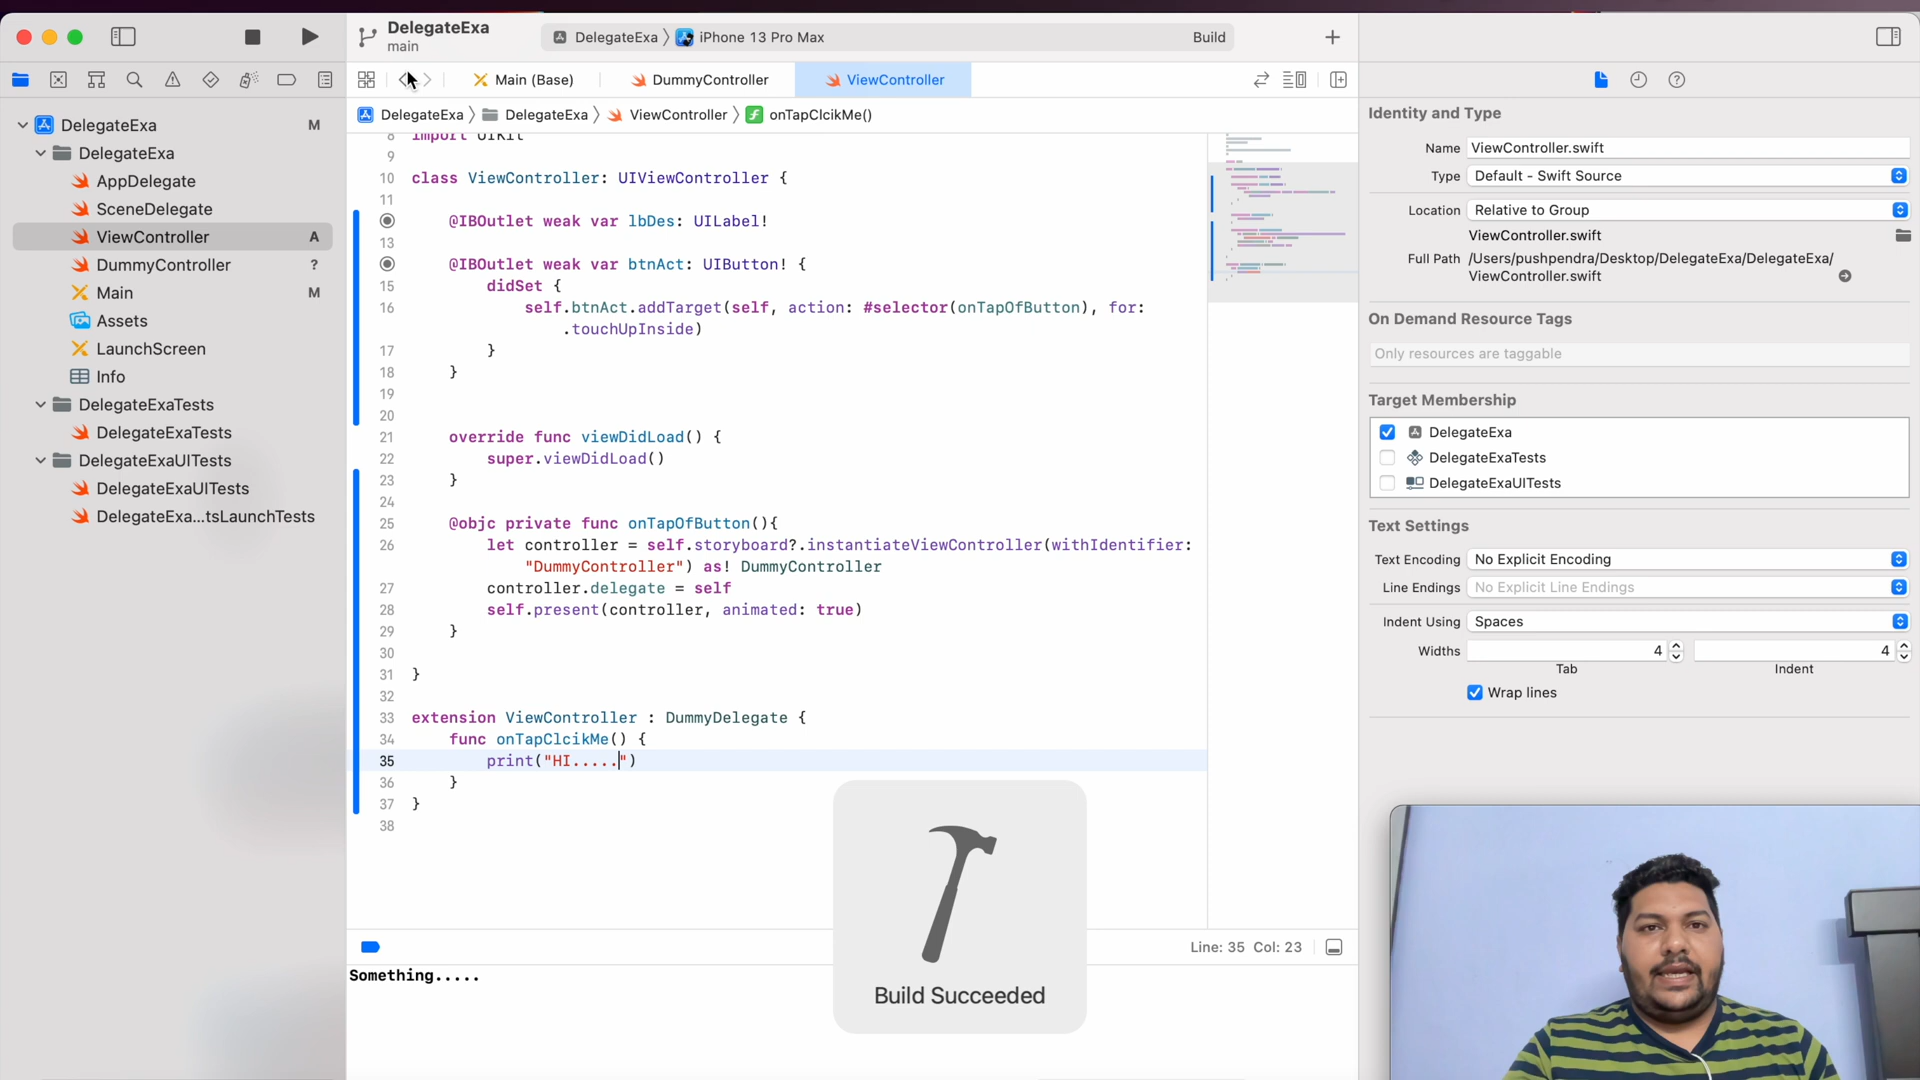 DelegateExa
main
DelegateExa
iPhone 13 Pro Max
Build
Main (Base)
DummyController
ViewController
DelegateExa
DelegateExa
ViewController
onTapClcikMe()
DelegateExa M
DelegateExa
AppDelegate
SceneDelegate
ViewController A
DummyController ?
Main M
Assets
LaunchScreen
Info
DelegateExaTests
DelegateExaTests
DelegateExaUITests
DelegateExaUITests
DelegateExa...tsLaunchTests
8 import UIKit
9
10 class ViewController: UIViewController {
11
@IBOutlet weak var lbDes: UILabel!
13
@IBOutlet weak var btnAct: UIButton! {
15 didSet {
16 self.btnAct.addTarget(self, action: #selector(onTapOfButton), for:
.touchUpInside)
17 }
18 }
19
20
21 override func viewDidLoad() {
22 super.viewDidLoad()
23 }
24
25 @objc private func onTapOfButton(){
26 let controller = self.storyboard?.instantiateViewController(withIdentifier:
"DummyController") as! DummyController
27 controller.delegate = self
28 self.present(controller, animated: true)
29 }
30
31 }
32
33 extension ViewController : DummyDelegate {
34 func onTapClcikMe() {
35 print("HI.....")
36 }
37 }
38
Build Succeeded
Line: 35 Col: 23
Something.....
Identity and Type
Name ViewController.swift
Type Default - Swift Source
Location Relative to Group
ViewController.swift
Full Path /Users/pushpendra/Desktop/DelegateExa/DelegateExa/
ViewController.swift
On Demand Resource Tags
Only resources are taggable
Target Membership
DelegateExa
DelegateExaTests
DelegateExaUITests
Text Settings
Text Encoding No Explicit Encoding
Line Endings No Explicit Line Endings
Indent Using Spaces
Widths 4 4
Tab Indent
Wrap lines